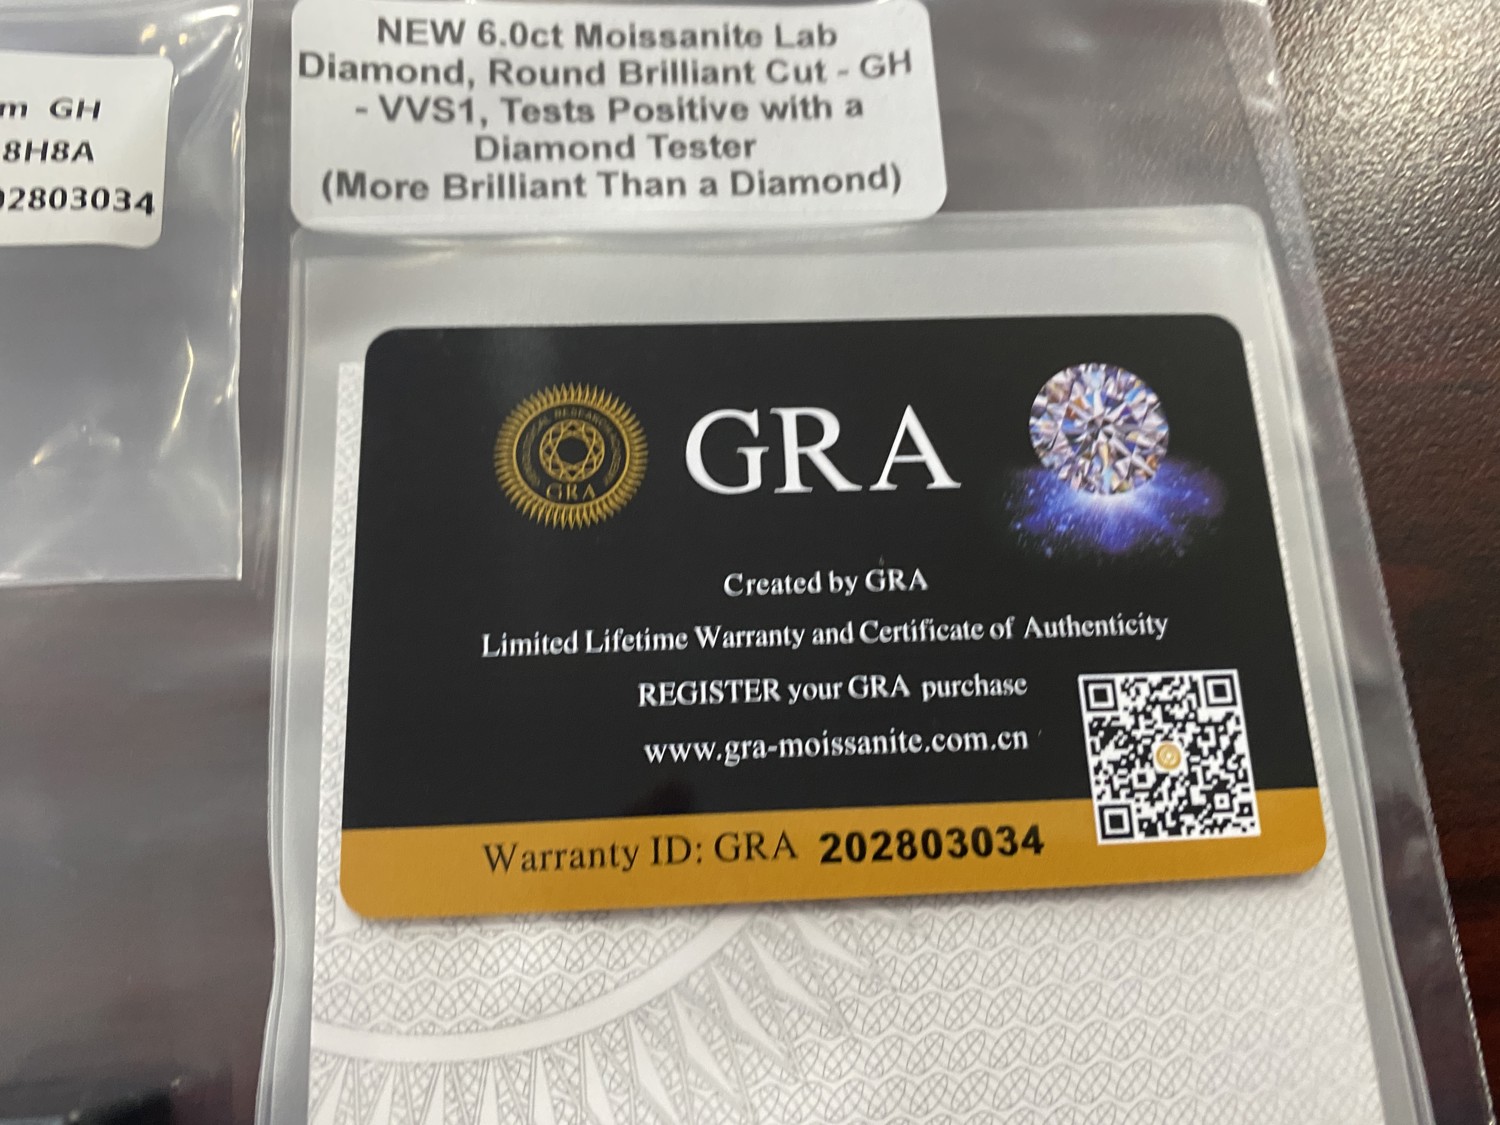 m GH
8H8A
02803034
NEW 6.0ct Moissanite Lab
Diamond, Round Brilliant Cut - GH
- VVS1, Tests Positive with a
Diamond Tester
(More Brilliant Than a Diamond)
GRA
GRA
Created by GRA
Limited Lifetime Warranty and Certificate of Authenticity
REGISTER your GRA purchase
www.gra-moissanite.com.cn
Warranty ID: GRA 202803034